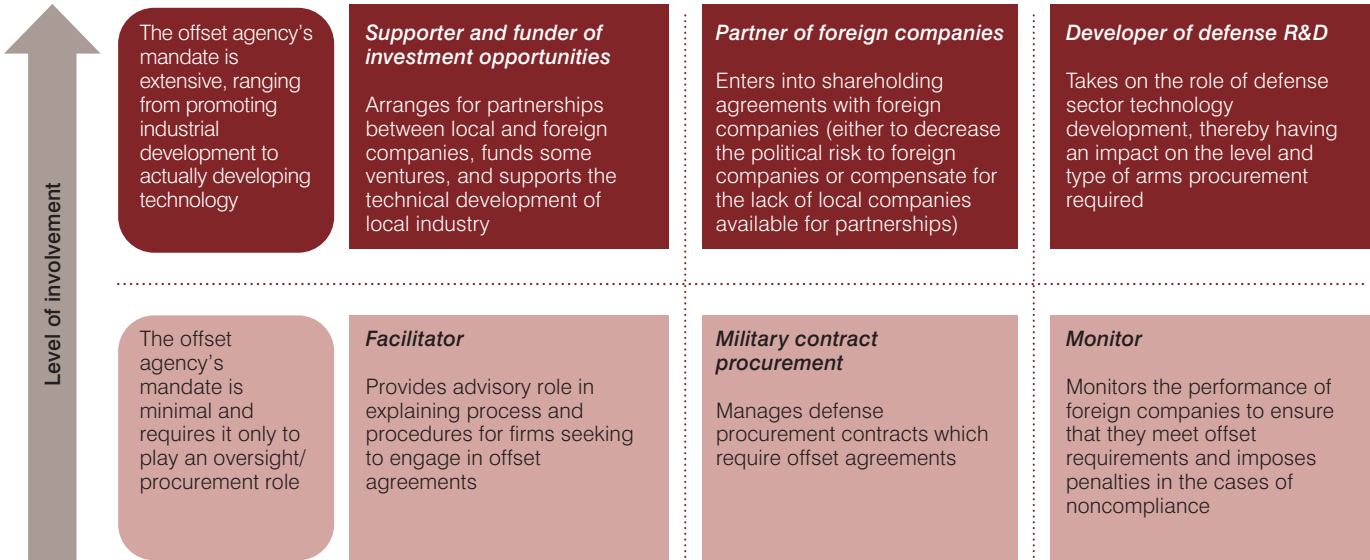 Level of involvement
The offset agency’s
mandate is
extensive, ranging
from promoting
industrial
development to
actually developing
technology
Supporter and funder of
investment opportunities
Arranges for partnerships
between local and foreign
companies, funds some
ventures, and supports the
technical development of
local industry
Partner of foreign companies
Enters into shareholding
agreements with foreign
companies (either to decrease
the political risk to foreign
companies or compensate for
the lack of local companies
available for partnerships)
Developer of defense R&D
Takes on the role of defense
sector technology
development, thereby having
an impact on the level and
type of arms procurement
required
The offset
agency’s
mandate is
minimal and
requires it only to
play an oversight/
procurement role
Facilitator
Provides advisory role in
explaining process and
procedures for firms seeking
to engage in offset
agreements
Military contract
procurement
Manages defense
procurement contracts which
require offset agreements
Monitor
Monitors the performance of
foreign companies to ensure
that they meet offset
requirements and imposes
penalties in the cases of
noncompliance